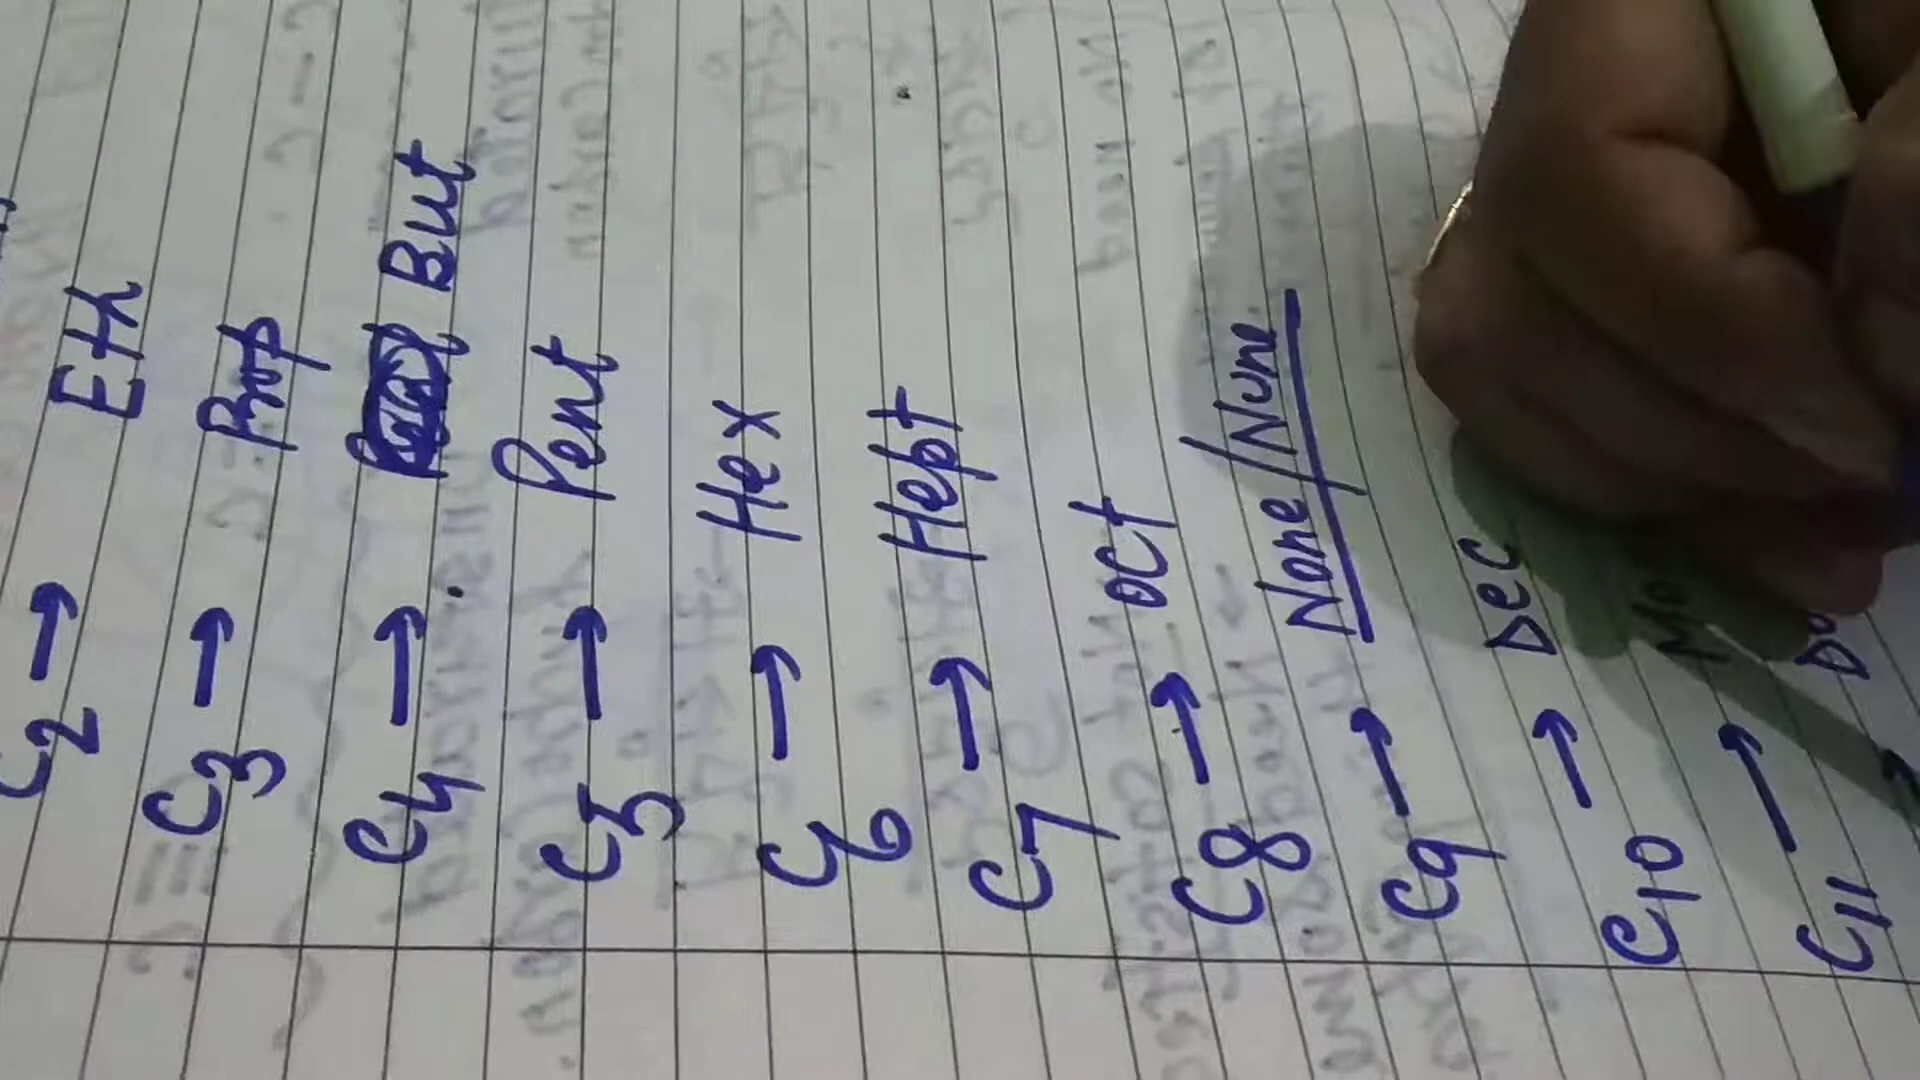 C2 → Eth
C3 → Prop
C4 → But
C5 → Pent
C6 → Hex
C7 → Hept
C8 → Oct
C9 → None/Nune
C10 → Dec
C11 →